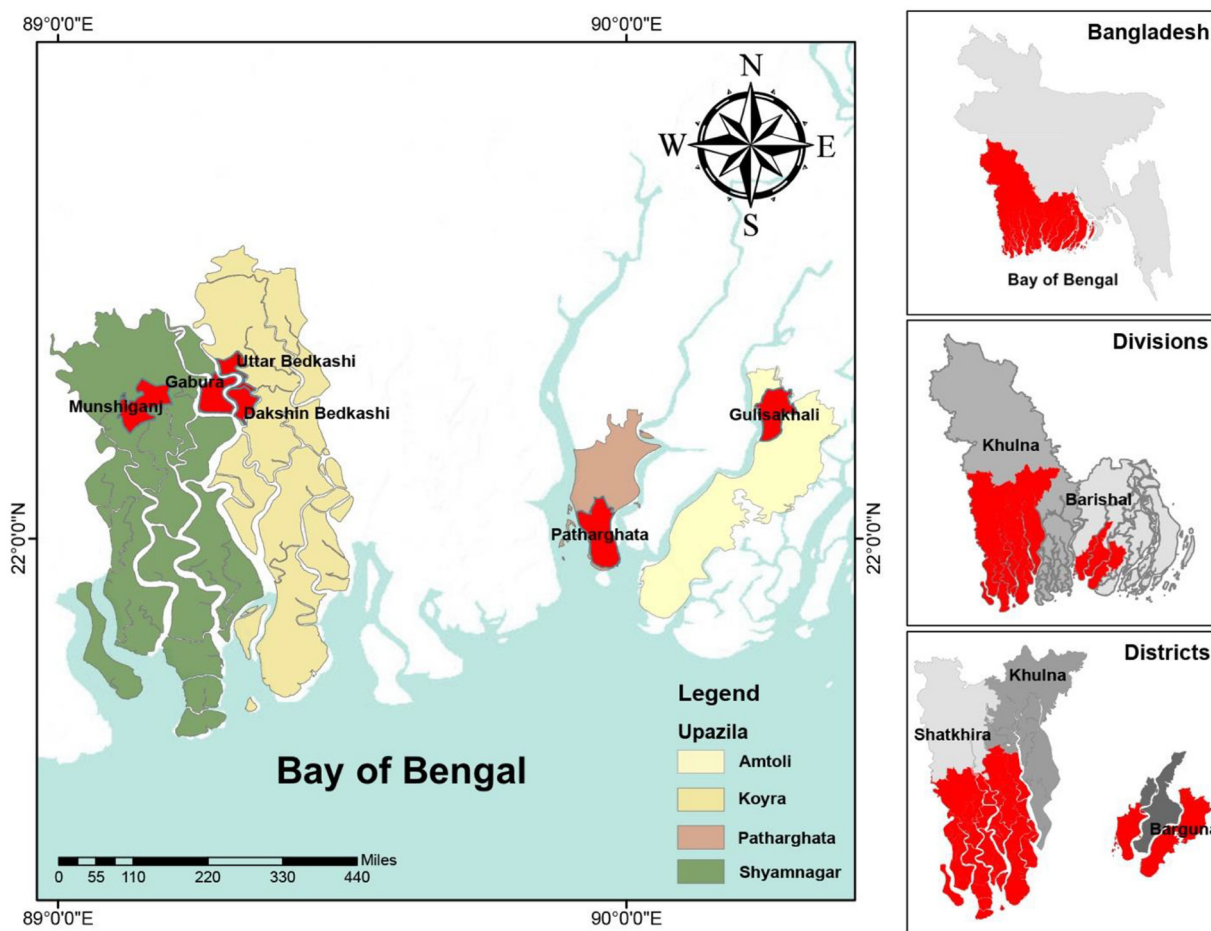 89°0'0"E
90°0'0"E
N
W
E
S
Uttar Bedkashi
Gabura
Munshiganj
Dakshin Bedkashi
Gulisakhali
Patharghata
22°0'0"N
22°0'0"N
Bay of Bengal
Legend
Upazila
Amtoli
Koyra
Patharghata
Shyamnagar
Miles
0 55 110 220 330 440
89°0'0"E
90°0'0"E
Bangladesh
Bay of Bengal
Divisions
Khulna
Barishal
Districts
Khulna
Shatkhira
Barguna